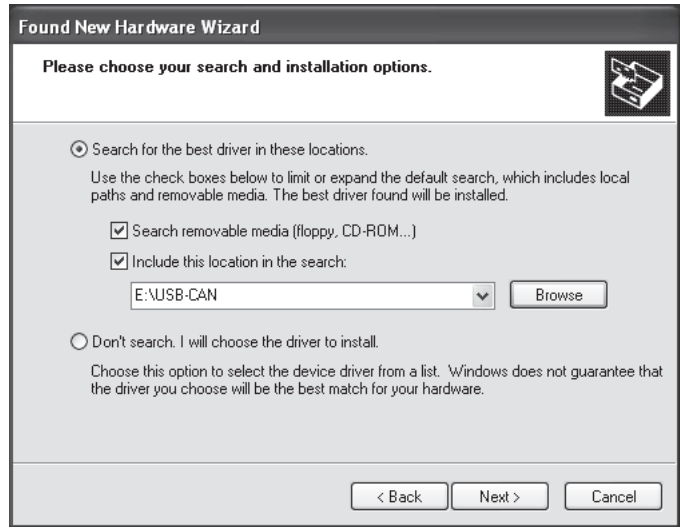 Found New Hardware Wizard
Please choose your search and installation options.
Search for the best driver in these locations.
Use the check boxes below to limit or expand the default search, which includes local
paths and removable media. The best driver found will be installed.
Search removable media (floppy, CD-ROM...)
Include this location in the search:
E:\USB-CAN
Browse
Don't search. I will choose the driver to install.
Choose this option to select the device driver from a list. Windows does not guarantee that
the driver you choose will be the best match for your hardware.
< Back
Next >
Cancel